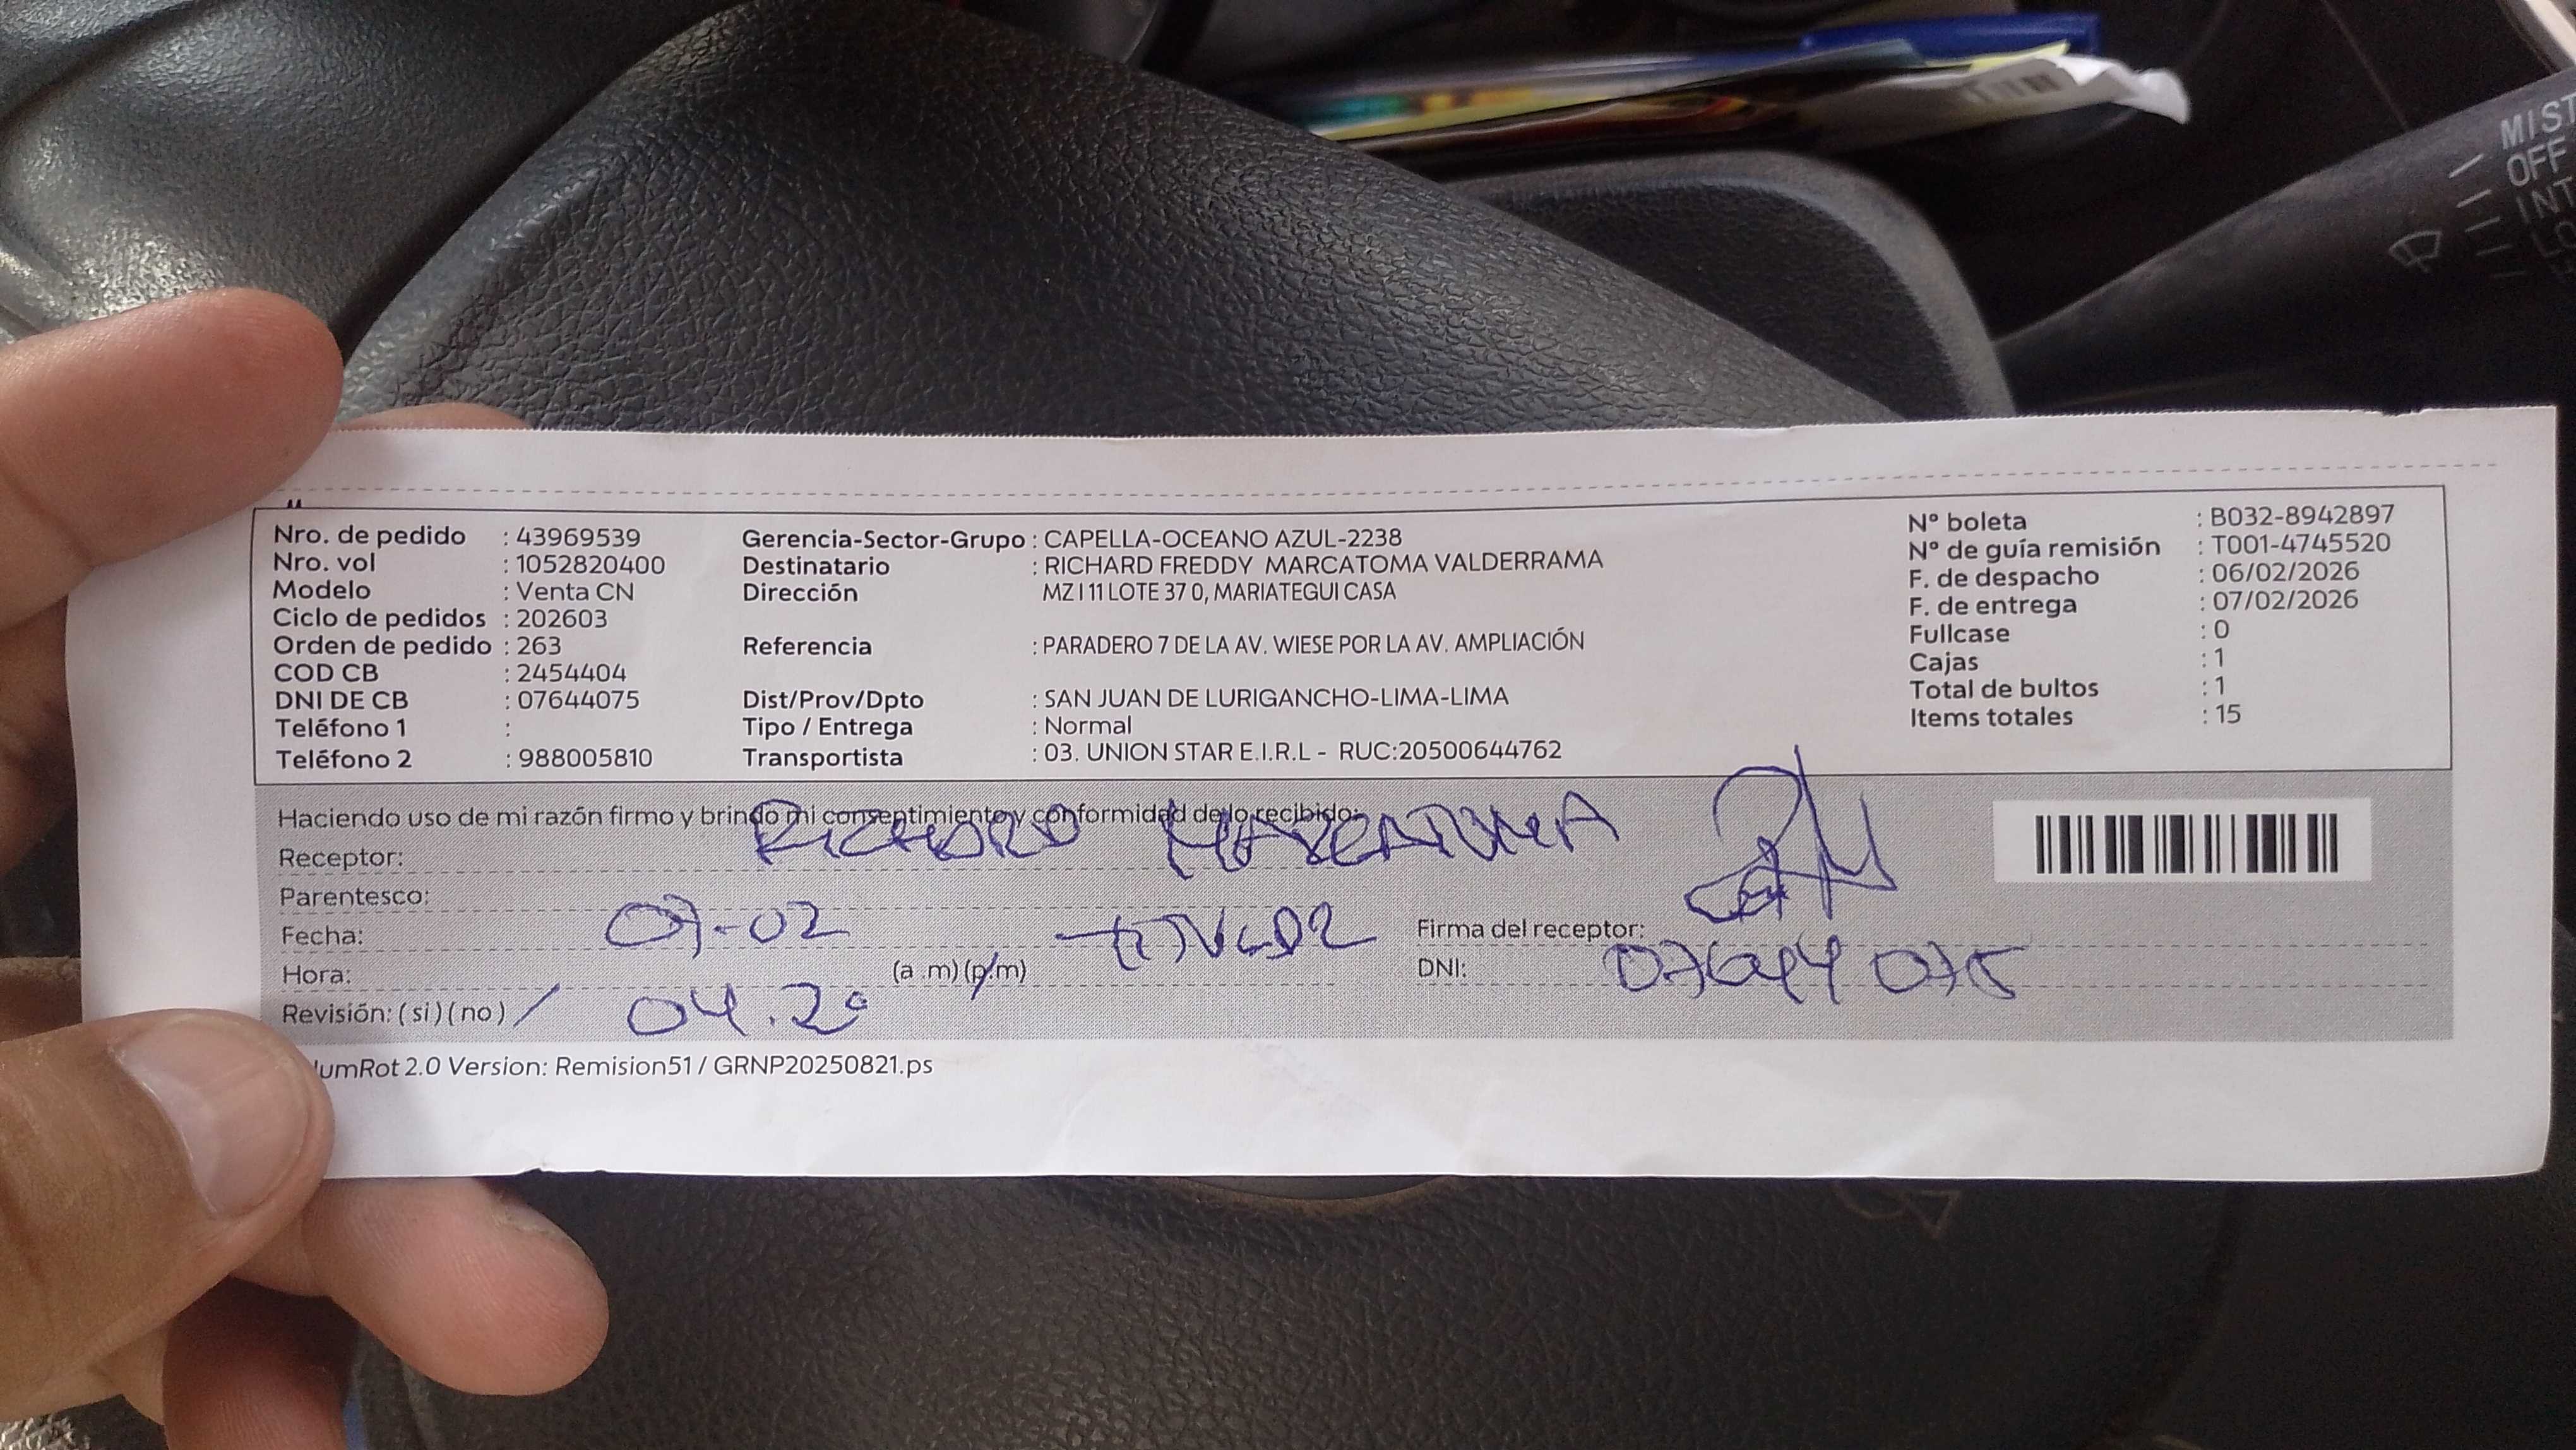 Nro. de pedido : 43969539
Nro. vol : 1052820400
Modelo : Venta CN
Ciclo de pedidos : 202603
Orden de pedido : 263
COD CB : 2454404
DNI DE CB : 07644075
Teléfono 1 :
Teléfono 2 : 988005810
Gerencia-Sector-Grupo : CAPELLA-OCEANO AZUL-2238
Destinatario : RICHARD FREDDY MARCATOMA VALDERRAMA
Dirección MZ I 11 LOTE 37 0, MARIATEGUI CASA
Referencia : PARADERO 7 DE LA AV. WIESE POR LA AV. AMPLIACIÓN
Dist/Prov/Dpto : SAN JUAN DE LURIGANCHO-LIMA-LIMA
Tipo / Entrega : Normal
Transportista : 03. UNION STAR E.I.R.L - RUC:20500644762
N° boleta : B032-8942897
N° de guía remisión : T001-4745520
F. de despacho : 06/02/2026
F. de entrega : 07/02/2026
Fullcase : 0
Cajas : 1
Total de bultos : 1
Items totales : 15
Haciendo uso de mi razón firmo y brindo mi consentimiento y conformidad de lo recibido:
Receptor: RICHARD MARCATOMA
Parentesco:
Fecha: 07-02
Hora: (a .m) (p.m)
Revisión: ( si ) ( no ) / 04.20
Firma del receptor:
DNI: 07644075
umRot 2.0 Version: Remision51 / GRNP20250821.ps
MIST
OFF
INT
LO